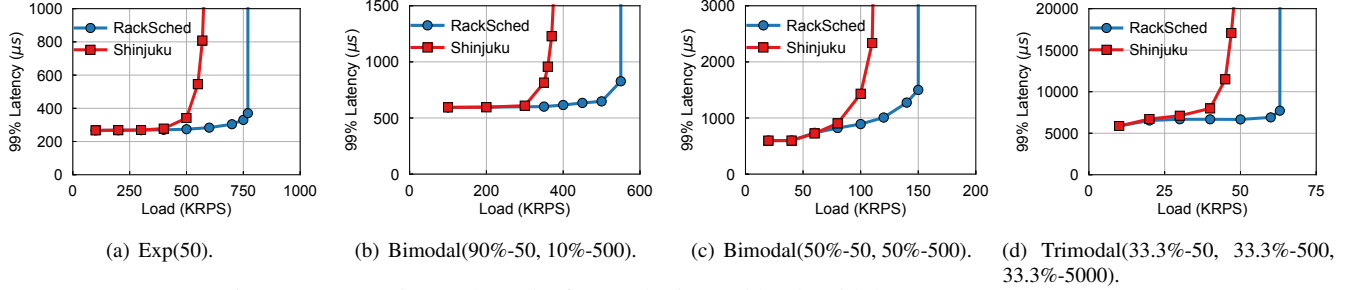 1000
800
600
400
200
0
99% Latency (µs)
0 250 500 750 1000
Load (KRPS)
RackSched
Shinjuku
(a) Exp(50).
1500
1000
500
0
99% Latency (µs)
0 200 400 600
Load (KRPS)
RackSched
Shinjuku
(b) Bimodal(90%-50, 10%-500).
3000
2000
1000
0
99% Latency (µs)
0 50 100 150 200
Load (KRPS)
RackSched
Shinjuku
(c) Bimodal(50%-50, 50%-500).
20000
15000
10000
5000
0
99% Latency (µs)
0 25 50 75
Load (KRPS)
RackSched
Shinjuku
(d) Trimodal(33.3%-50, 33.3%-500,
33.3%-5000).